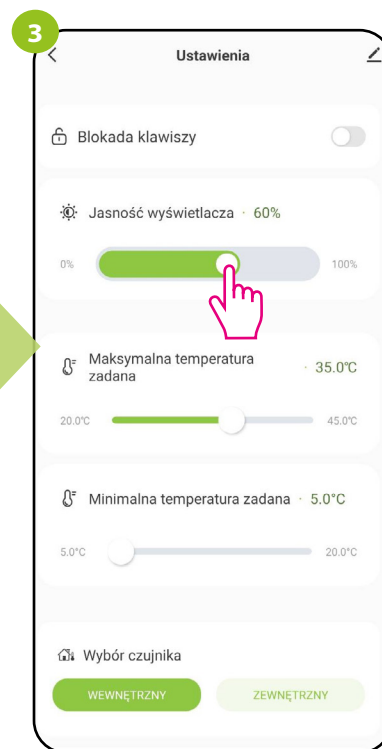 3
Ustawienia
Blokada klawiszy
Jasność wyświetlacza · 60%
0% 100%
Maksymalna temperatura
zadana · 35.0°C
20.0°C 45.0°C
Minimalna temperatura zadana · 5.0°C
5.0°C 20.0°C
Wybór czujnika
WEWNĘTRZNY ZEWNĘTRZNY